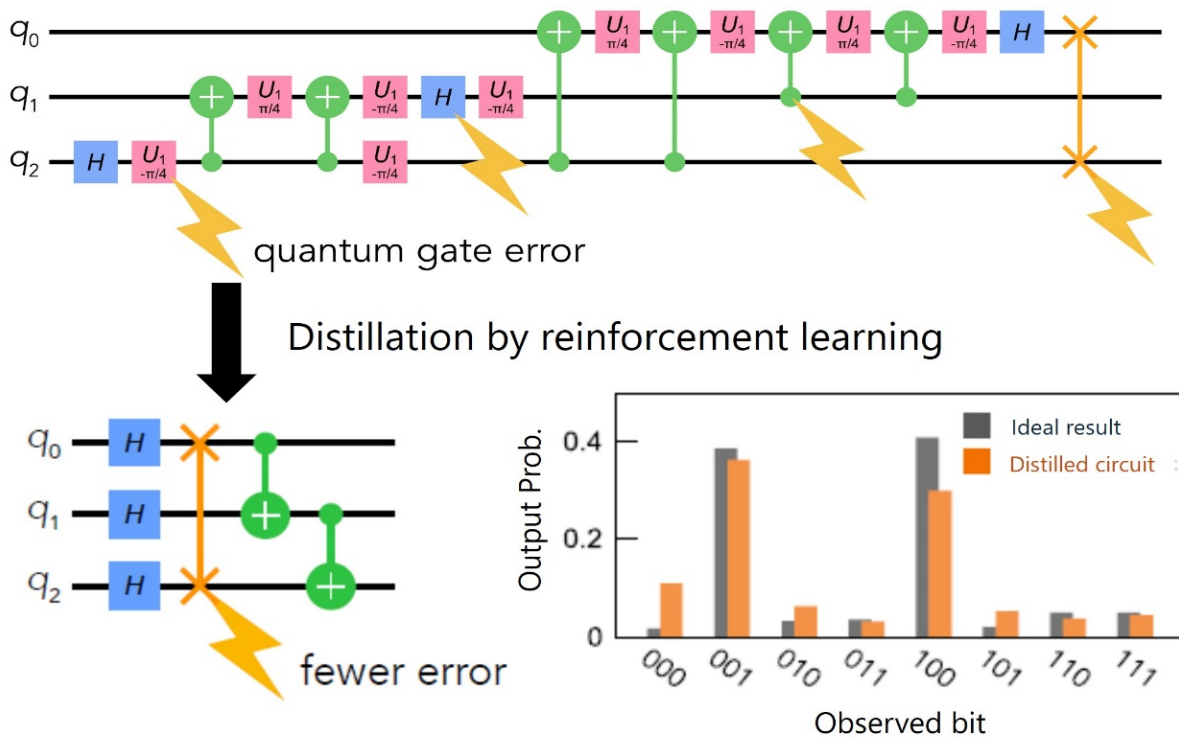 q0 U1 π/4 U1 -π/4 U1 π/4 U1 -π/4 H
q1 U1 π/4 U1 -π/4 H U1 -π/4
q2 H U1 -π/4 U1 -π/4
quantum gate error
Distillation by reinforcement learning
q0 H
q1 H
q2 H
fewer error
Output Prob.
0.4
0.2
0
Ideal result
Distilled circuit
000 001 010 011 100 101 110 111
Observed bit